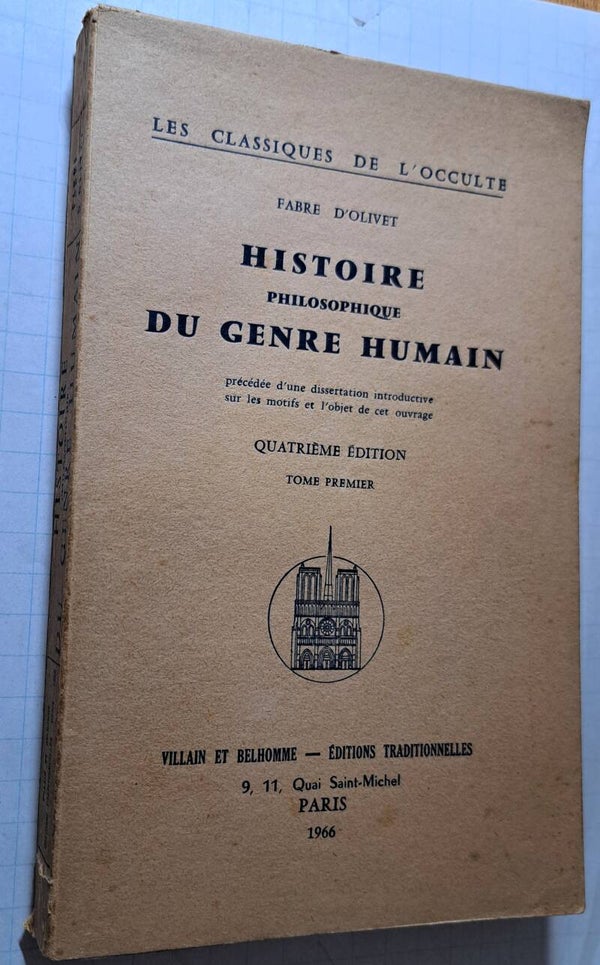 LES CLASSIQUES DE L'OCCULTE
FABRE D'OLIVET
HISTOIRE
PHILOSOPHIQUE
DU GENRE HUMAIN
précédée d'une dissertation introductive
sur les motifs et l'objet de cet ouvrage
QUATRIÈME ÉDITION
TOME PREMIER
VILLAIN ET BELHOMME — ÉDITIONS TRADITIONNELLES
9, 11, Quai Saint-Michel
PARIS
1966